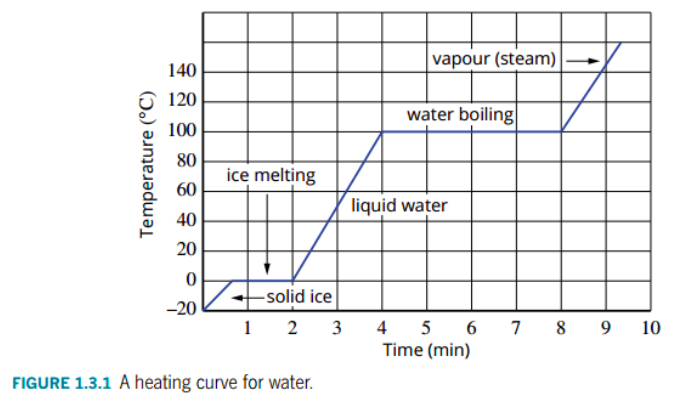 vapour (steam)
140
120
water boiling
100
80
ice melting
60
liquid water
40
20
0
solid ice
–20
Temperature (°C)
1 2 3 4 5 6 7 8 9 10
Time (min)
FIGURE 1.3.1 A heating curve for water.